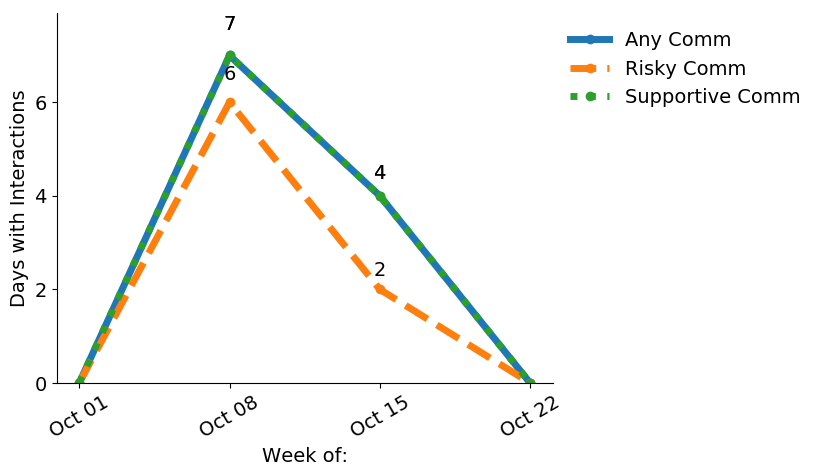 7
6
4
2
Any Comm
Risky Comm
Supportive Comm
Days with Interactions
6
4
2
0
Oct 01
Oct 08
Oct 15
Oct 22
Week of: